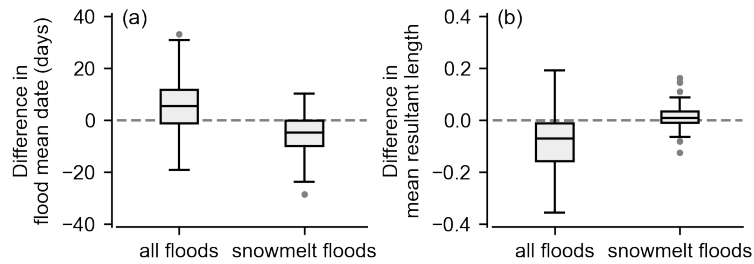 (a)
Difference in
flood mean date (days)
40
20
0
−20
−40
all floods
snowmelt floods
(b)
Difference in
mean resultant length
0.4
0.2
0.0
−0.2
−0.4
all floods
snowmelt floods